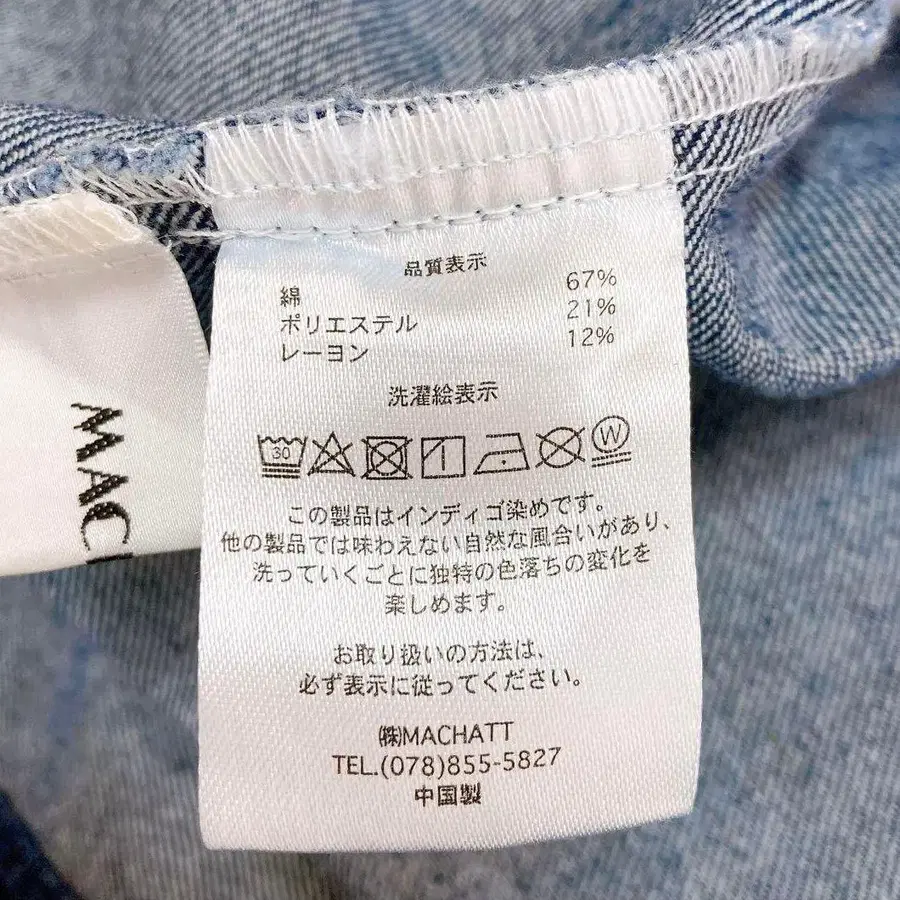 品質表示
綿 67%
ポリエステル 21%
レーヨン 12%
洗濯絵表示
30 W
この製品はインディゴ染めです。
他の製品では味わえない自然な風合いがあり、
洗っていくごとに独特の色落ちの変化を
楽しめます。
お取り扱いの方法は、
必ず表示に従ってください。
㈱MACHATT
TEL.(078)855-5827
中国製
MAC